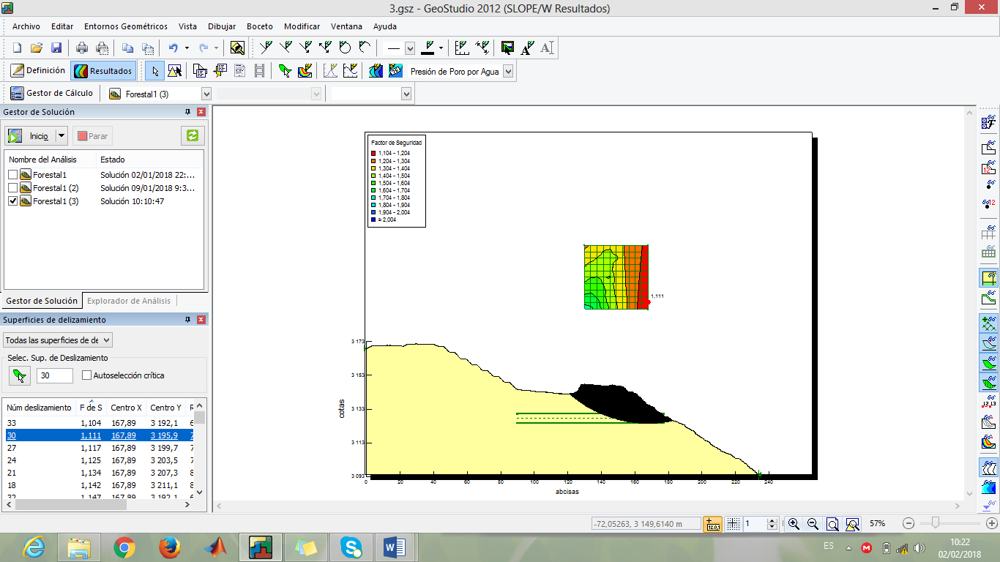 3.gsz - GeoStudio 2012 (SLOPE/W Resultados)
Archivo Editar Entornos Geométricos Vista Dibujar Boceto Modificar Ventana Ayuda
Definición Resultados Presión de Poro por Agua
Gestor de Cálculo Forestal1 (3)
Gestor de Solución
Inicio Parar
Nombre del Análisis Estado
Forestal1 Solución 02/01/2018 22:...
Forestal1 (2) Solución 09/01/2018 9:3...
Forestal1 (3) Solución 10:10:47
Gestor de Solución Explorador de Análisis
Superficies de delizamiento
Todas las superficies de de
Selec. Sup. de Deslizamiento
30 Autoselección crítica
Núm deslizamiento F de S Centro X Centro Y R
33 1,104 167,89 3 192,1 6
30 1,111 167,89 3 195,9 7
27 1,117 167,89 3 199,7 7
24 1,125 167,89 3 203,5 7
21 1,134 167,89 3 207,3 8
18 1,142 167,89 3 211,1 8
32 1,147 167,89 3 192,1 6
Factor de Seguridad
1,104 - 1,204
1,204 - 1,304
1,304 - 1,404
1,404 - 1,504
1,504 - 1,604
1,604 - 1,704
1,704 - 1,804
1,804 - 1,904
1,904 - 2,004
≥ 2,004
1,111
3 173
3 153
3 133
3 113
3 093
cotas
0 20 40 60 80 100 120 140 160 180 200 220 240
abcisas
-72,05263, 3 149,6140 m 1 57%
ES 10:22
02/02/2018